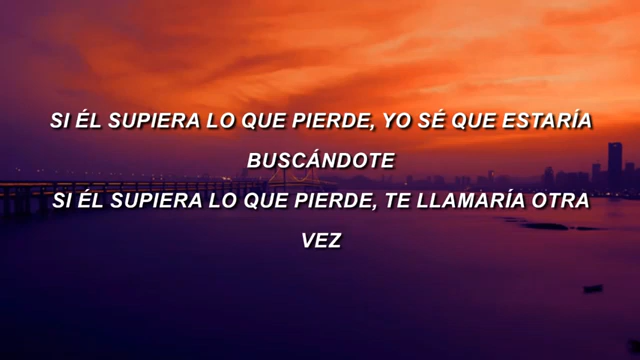 SI ÉL SUPIERA LO QUE PIERDE, YO SÉ QUE ESTARÍA
BUSCÁNDOTE
SI ÉL SUPIERA LO QUE PIERDE, TE LLAMARÍA OTRA
VEZ